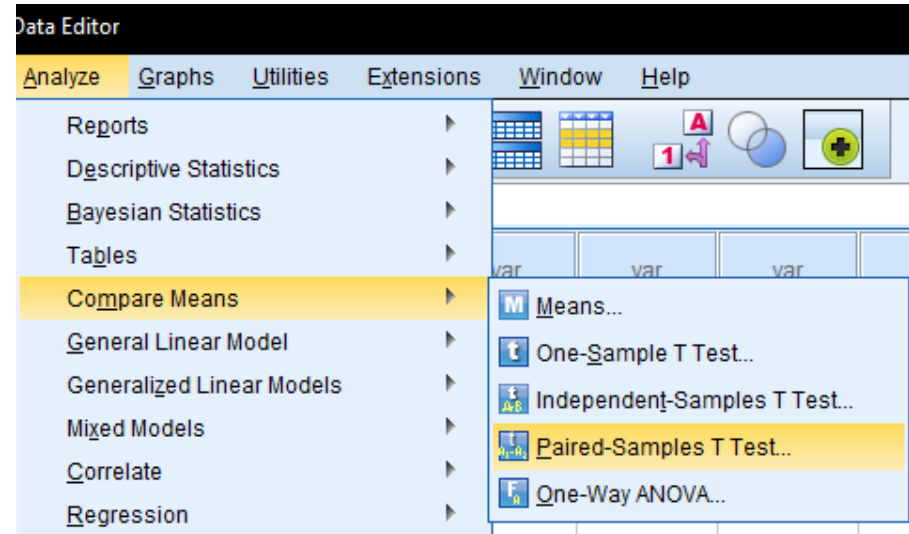 Data Editor
Analyze Graphs Utilities Extensions Window Help
Reports
Descriptive Statistics
Bayesian Statistics
Tables
Compare Means
General Linear Model
Generalized Linear Models
Mixed Models
Correlate
Regression
A
1
var var var
M Means...
t One-Sample T Test...
t A-B Independent-Samples T Test...
t Paired-Samples T Test...
F One-Way ANOVA...